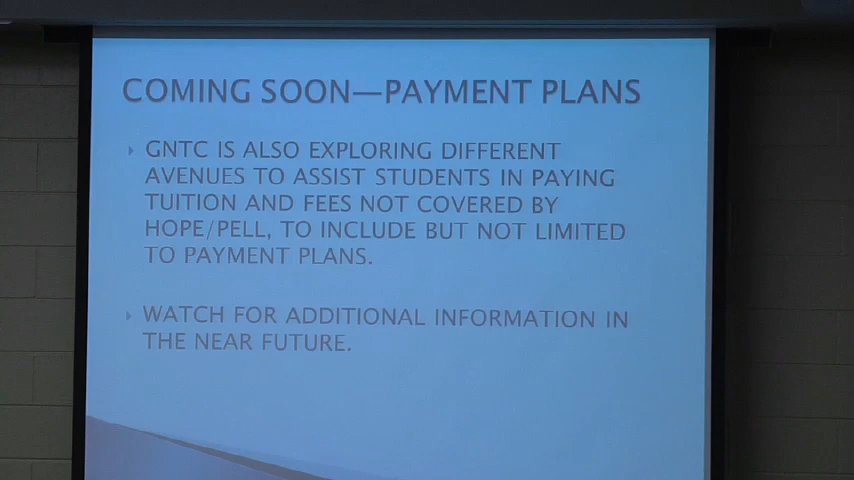 COMING SOON—PAYMENT PLANS
GNTC IS ALSO EXPLORING DIFFERENT
AVENUES TO ASSIST STUDENTS IN PAYING
TUITION AND FEES NOT COVERED BY
HOPE/PELL, TO INCLUDE BUT NOT LIMITED
TO PAYMENT PLANS.
WATCH FOR ADDITIONAL INFORMATION IN
THE NEAR FUTURE.